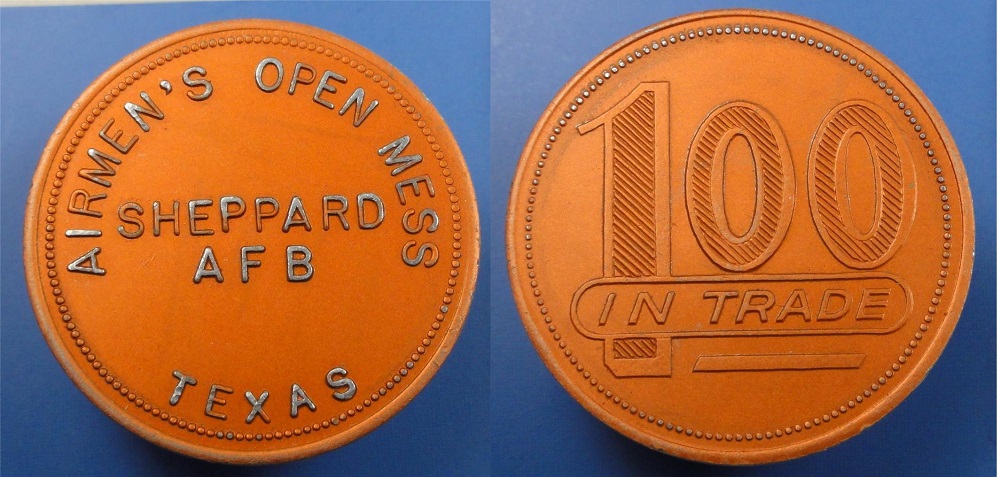 AIRMEN'S OPEN MESS
SHEPPARD
AFB
TEXAS
100
IN TRADE